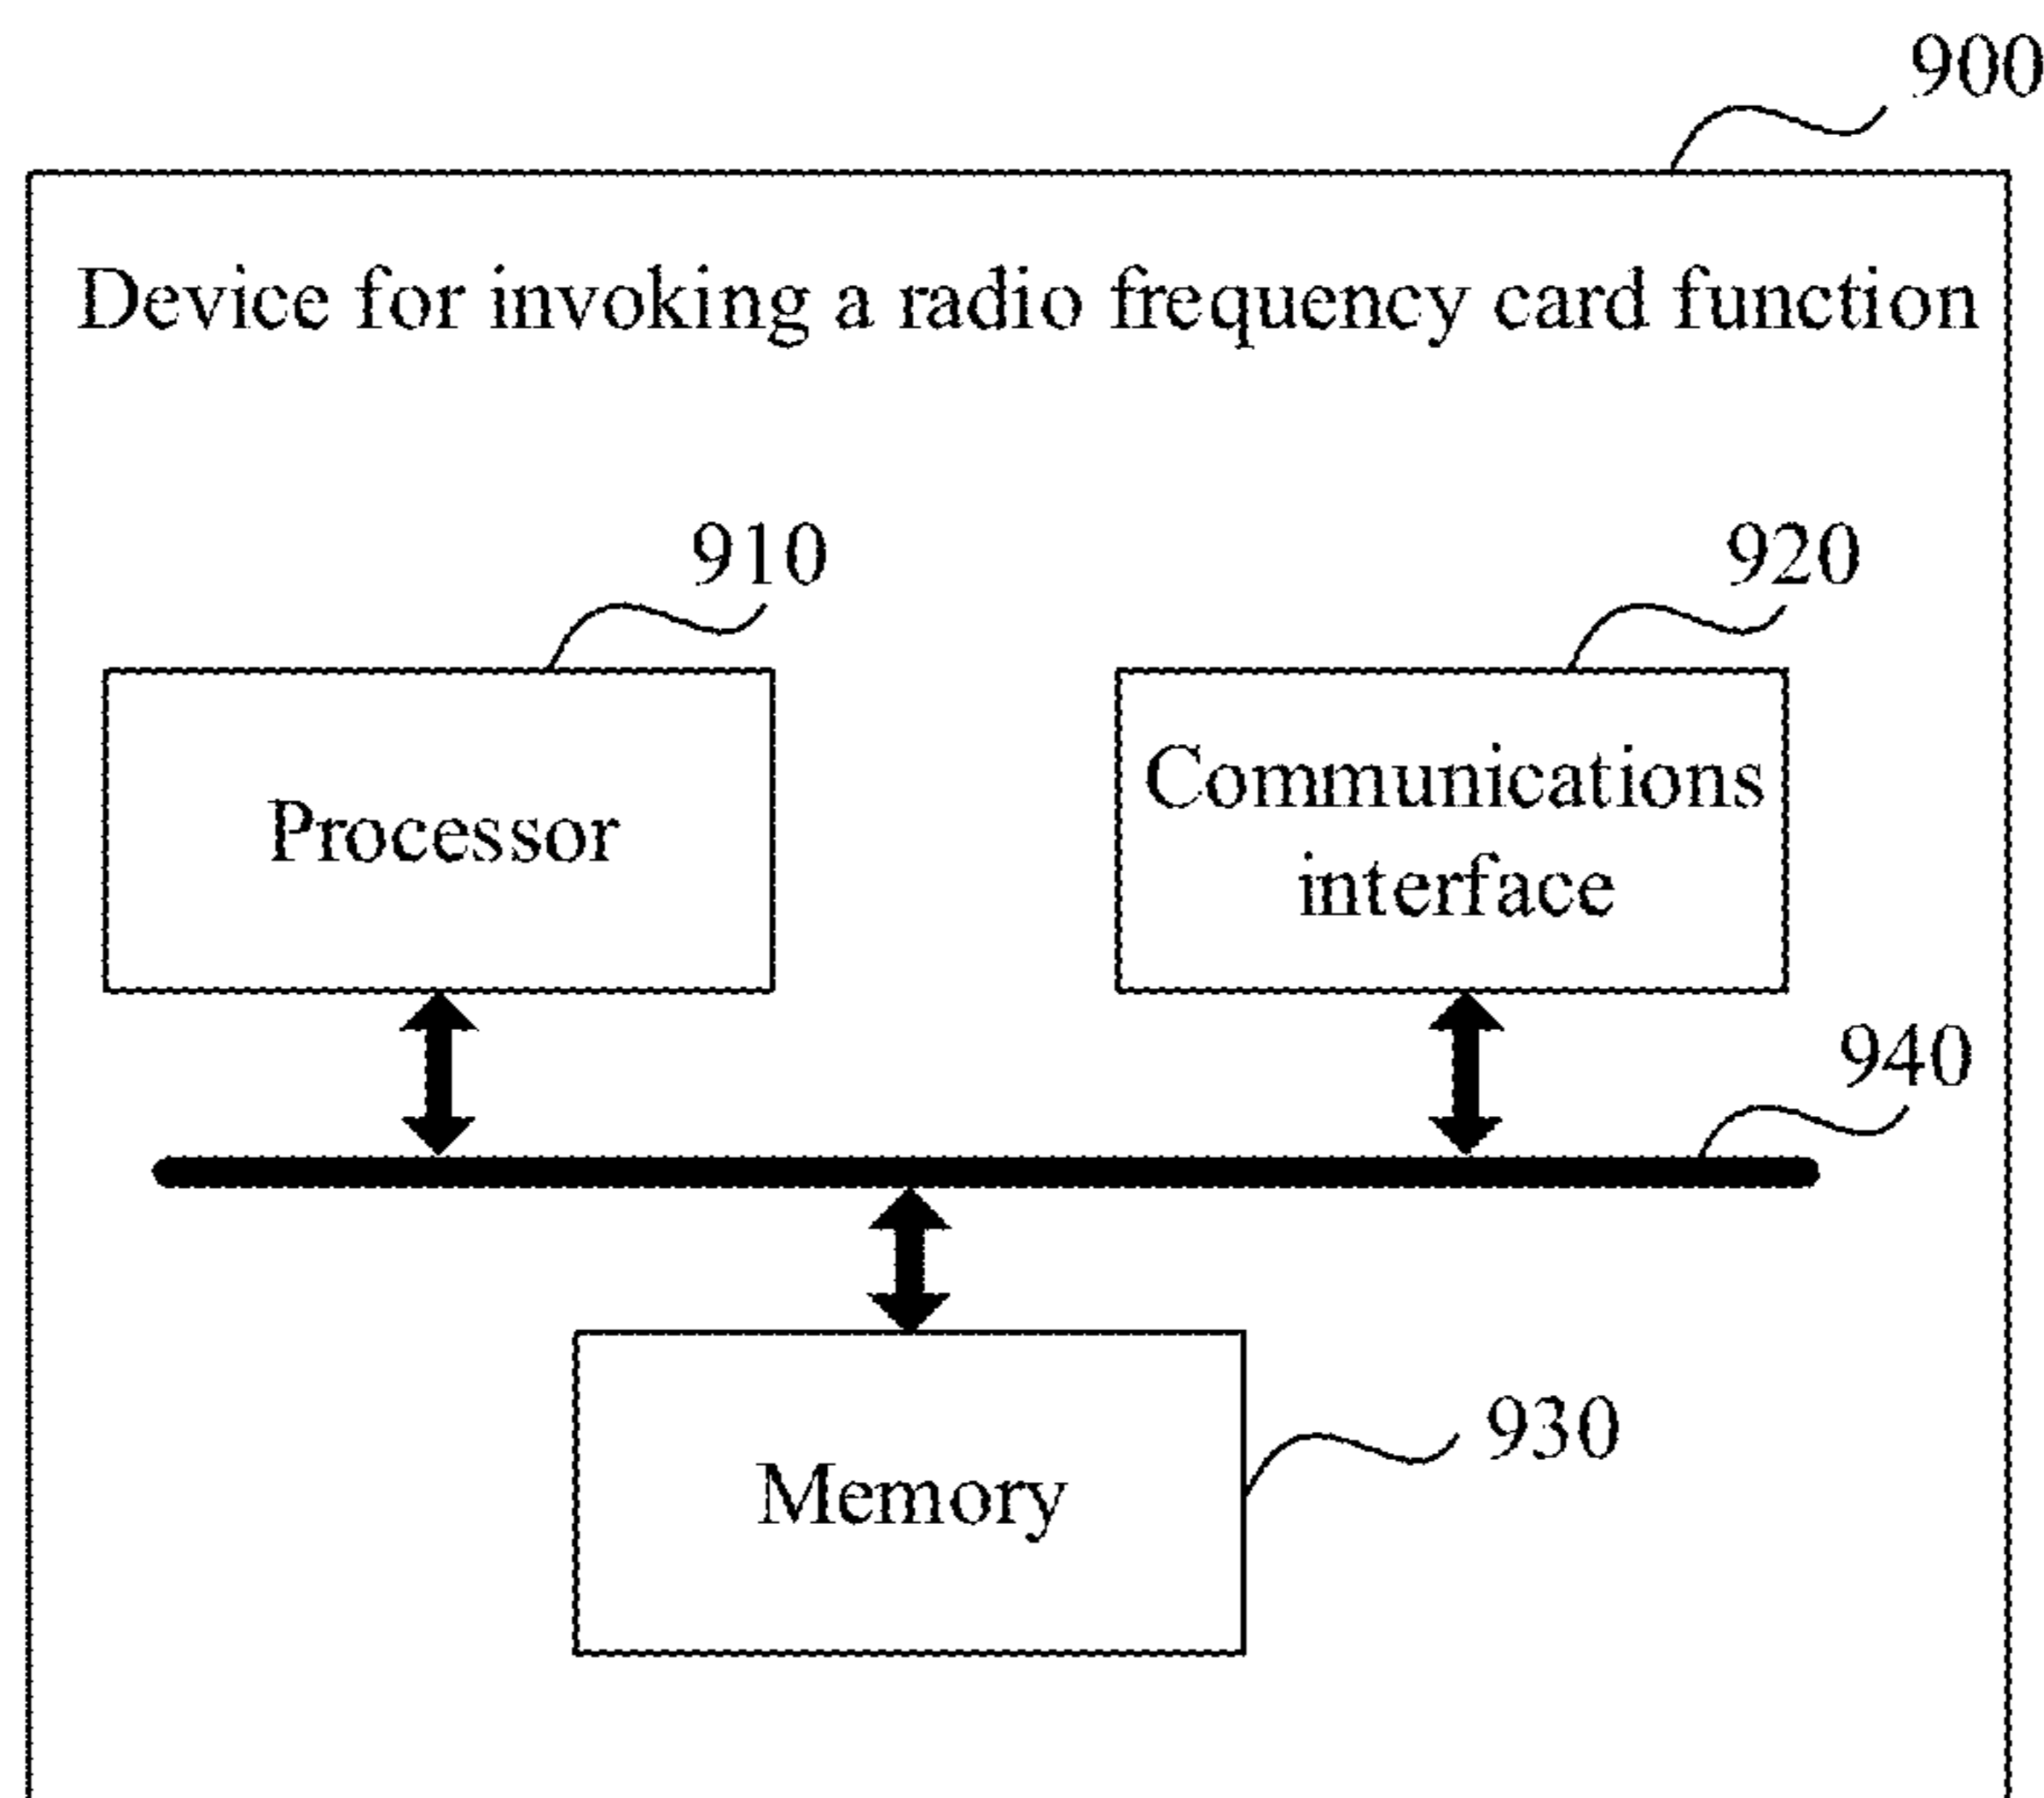 900
Device for invoking a radio frequency card function
910
920
Processor
Communications
interface
940
930
Memory